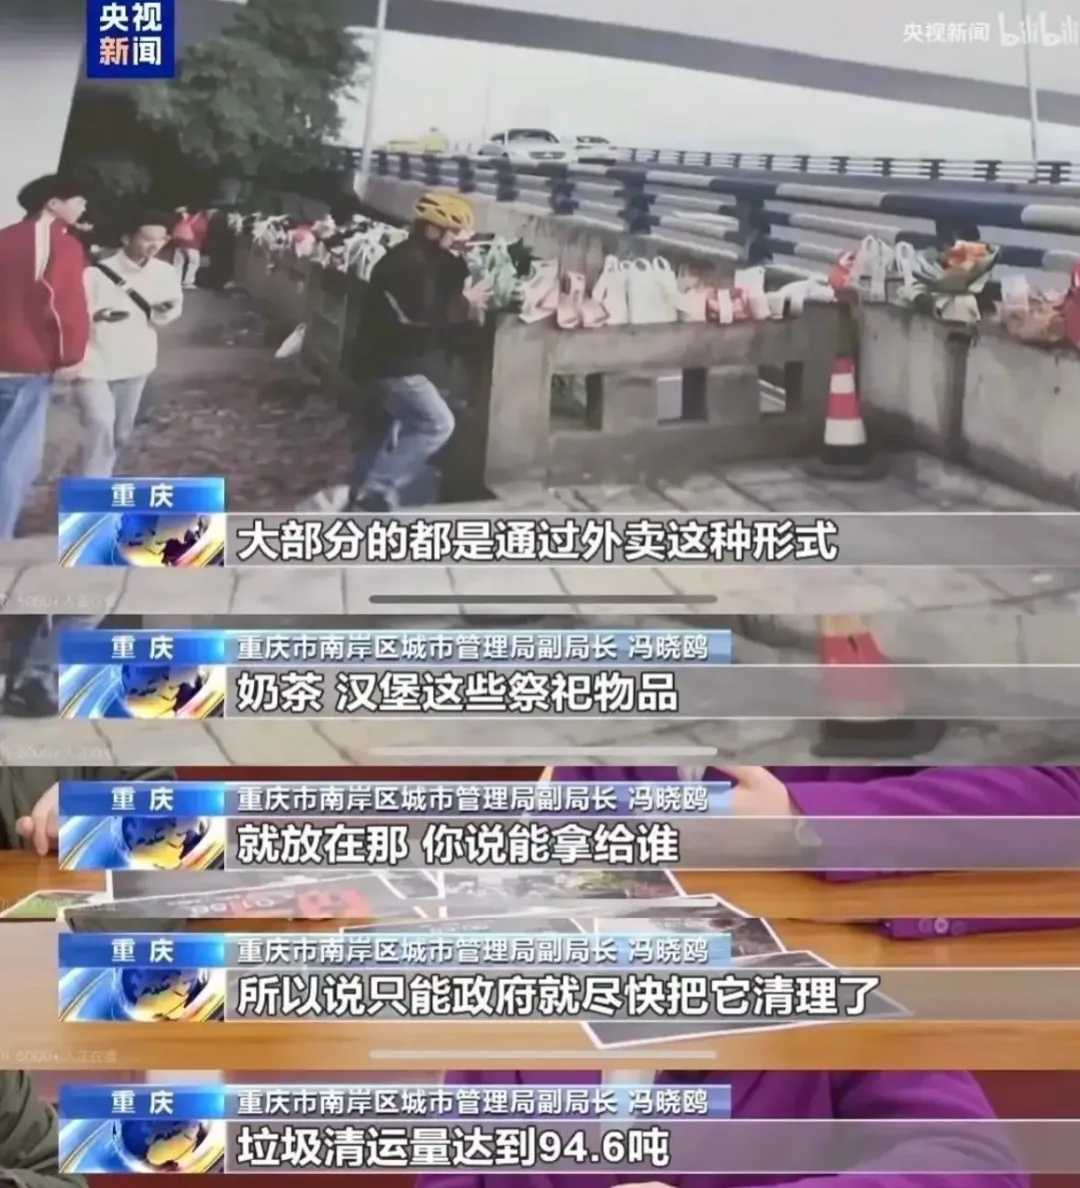 央视
新闻
央视新闻 bilibili
重庆
大部分的都是通过外卖这种形式
重庆
重庆市南岸区城市管理局副局长 冯晓鸥
奶茶 汉堡这些祭祀物品
重庆
重庆市南岸区城市管理局副局长 冯晓鸥
就放在那 你说能拿给谁
重庆
重庆市南岸区城市管理局副局长 冯晓鸥
所以说只能政府就尽快把它清理了
重庆
重庆市南岸区城市管理局副局长 冯晓鸥
垃圾清运量达到94.6吨